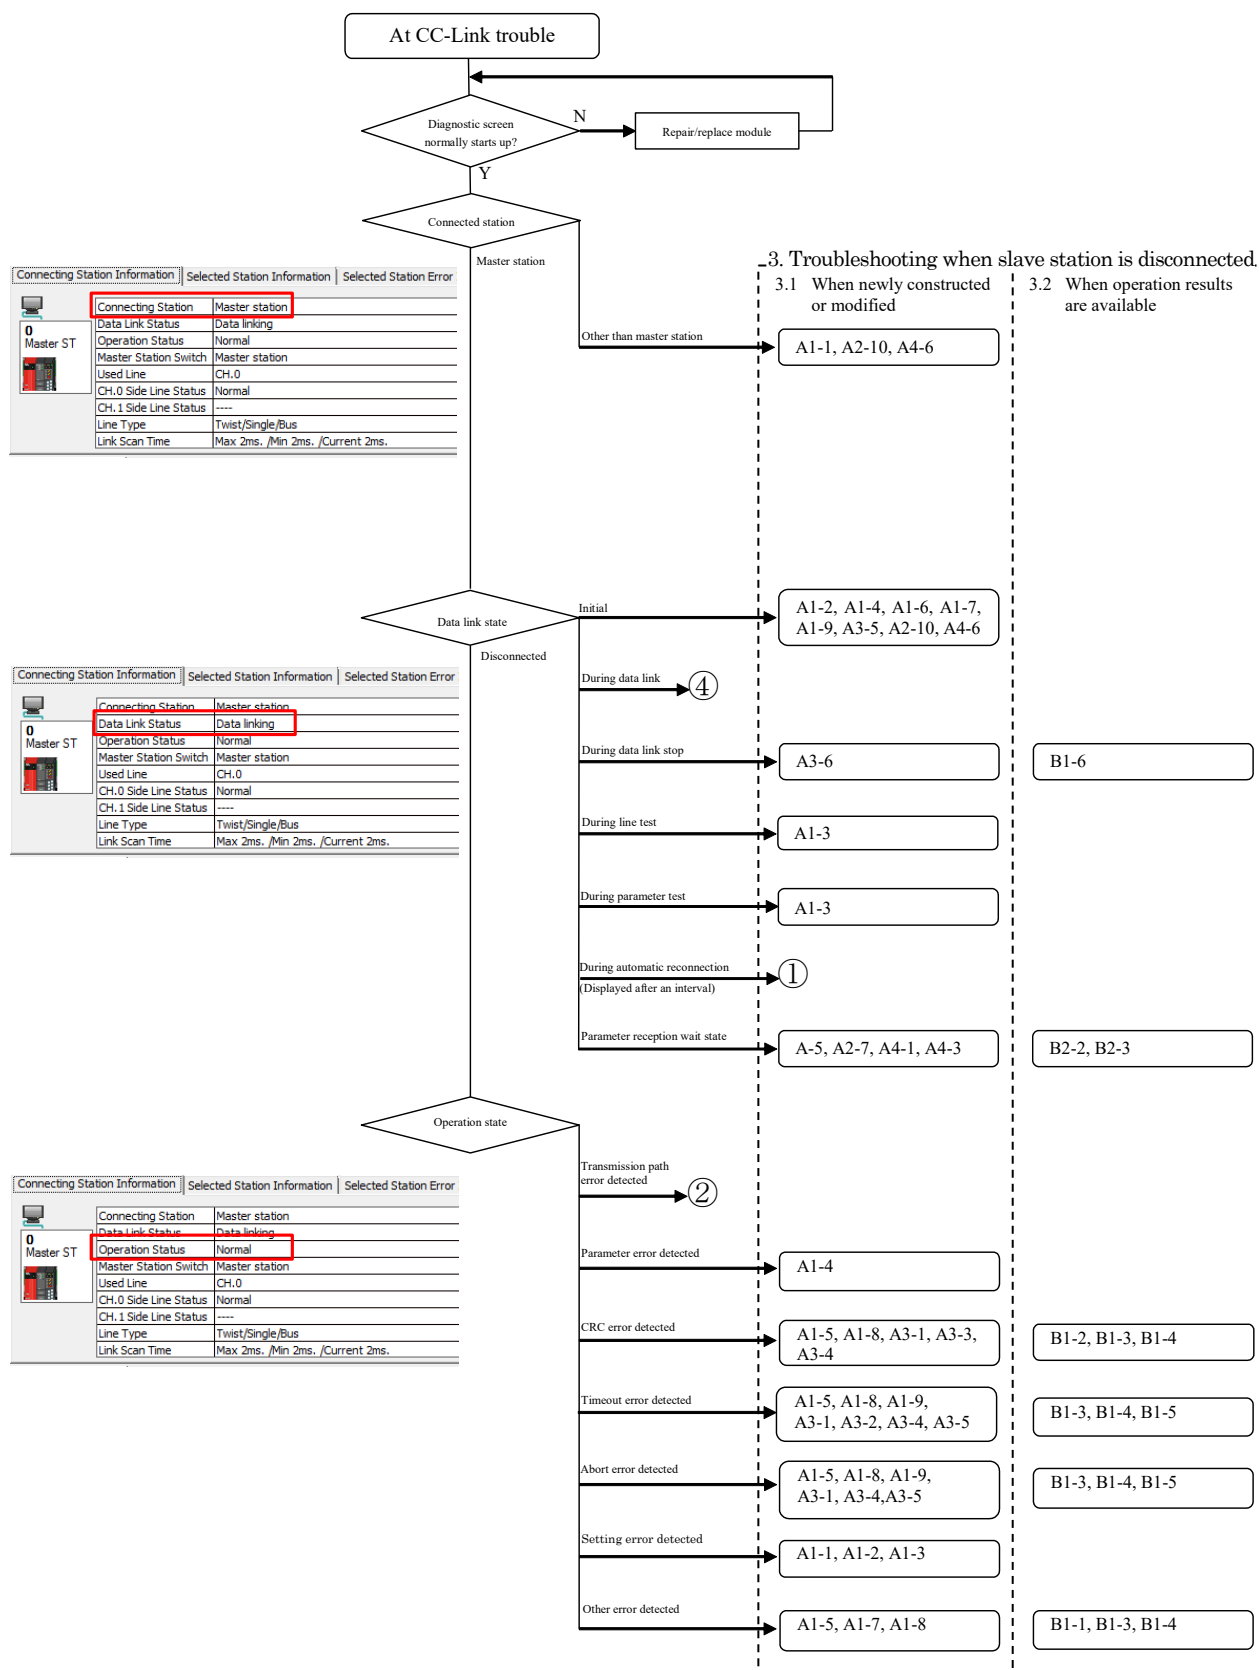 At CC-Link trouble
Diagnostic screen
normally starts up?
N
Repair/replace module
Y
Connected station
Master station
Connecting Station Information
Selected Station Information
Selected Station Error
0
Master ST
Connecting Station Master station
Data Link Status Data linking
Operation Status Normal
Master Station Switch Master station
Used Line CH.0
CH.0 Side Line Status Normal
CH.1 Side Line Status ----
Line Type Twist/Single/Bus
Link Scan Time Max 2ms. /Min 2ms. /Current 2ms.
3. Troubleshooting when slave station is disconnected.
3.1 When newly constructed
or modified
3.2 When operation results
are available
Other than master station
A1-1, A2-10, A4-6
Data link state
Disconnected
Initial
A1-2, A1-4, A1-6, A1-7,
A1-9, A3-5, A2-10, A4-6
During data link
④
Connecting Station Information
Selected Station Information
Selected Station Error
0
Master ST
Connecting Station Master station
Data Link Status Data linking
Operation Status Normal
Master Station Switch Master station
Used Line CH.0
CH.0 Side Line Status Normal
CH.1 Side Line Status ----
Line Type Twist/Single/Bus
Link Scan Time Max 2ms. /Min 2ms. /Current 2ms.
During data link stop
A3-6
B1-6
During line test
A1-3
During parameter test
A1-3
During automatic reconnection
(Displayed after an interval)
①
Parameter reception wait state
A-5, A2-7, A4-1, A4-3
B2-2, B2-3
Operation state
Transmission path
error detected
②
Connecting Station Information
Selected Station Information
Selected Station Error
0
Master ST
Connecting Station Master station
Data Link Status Data linking
Operation Status Normal
Master Station Switch Master station
Used Line CH.0
CH.0 Side Line Status Normal
CH.1 Side Line Status ----
Line Type Twist/Single/Bus
Link Scan Time Max 2ms. /Min 2ms. /Current 2ms.
Parameter error detected
A1-4
CRC error detected
A1-5, A1-8, A3-1, A3-3,
A3-4
B1-2, B1-3, B1-4
Timeout error detected
A1-5, A1-8, A1-9,
A3-1, A3-2, A3-4, A3-5
B1-3, B1-4, B1-5
Abort error detected
A1-5, A1-8, A1-9,
A3-1, A3-4,A3-5
B1-3, B1-4, B1-5
Setting error detected
A1-1, A1-2, A1-3
Other error detected
A1-5, A1-7, A1-8
B1-1, B1-3, B1-4